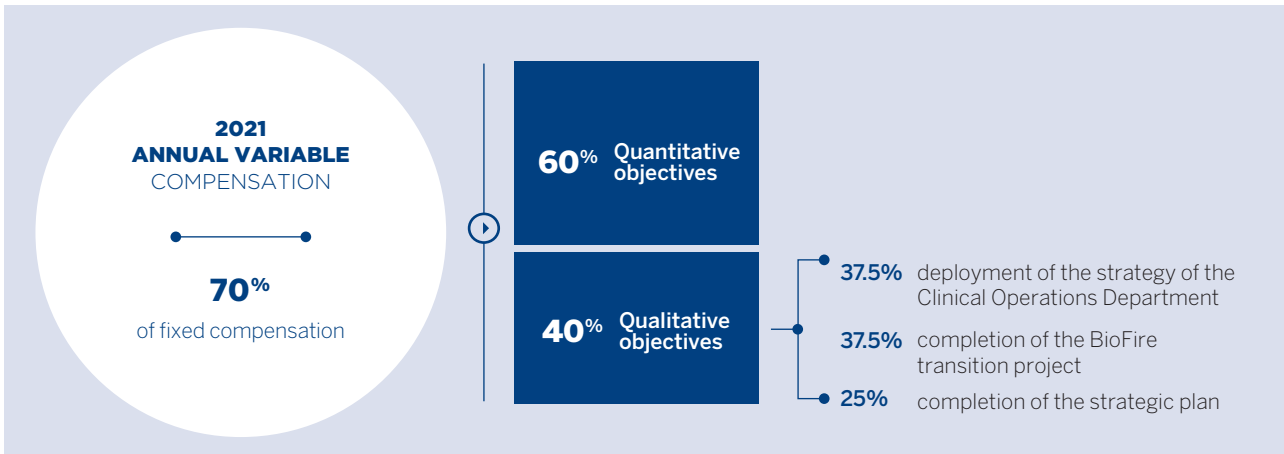 2021
ANNUAL VARIABLE
COMPENSATION
70%
of fixed compensation
60% Quantitative
objectives
40% Qualitative
objectives
37.5% deployment of the strategy of the
Clinical Operations Department
37.5% completion of the BioFire
transition project
25% completion of the strategic plan